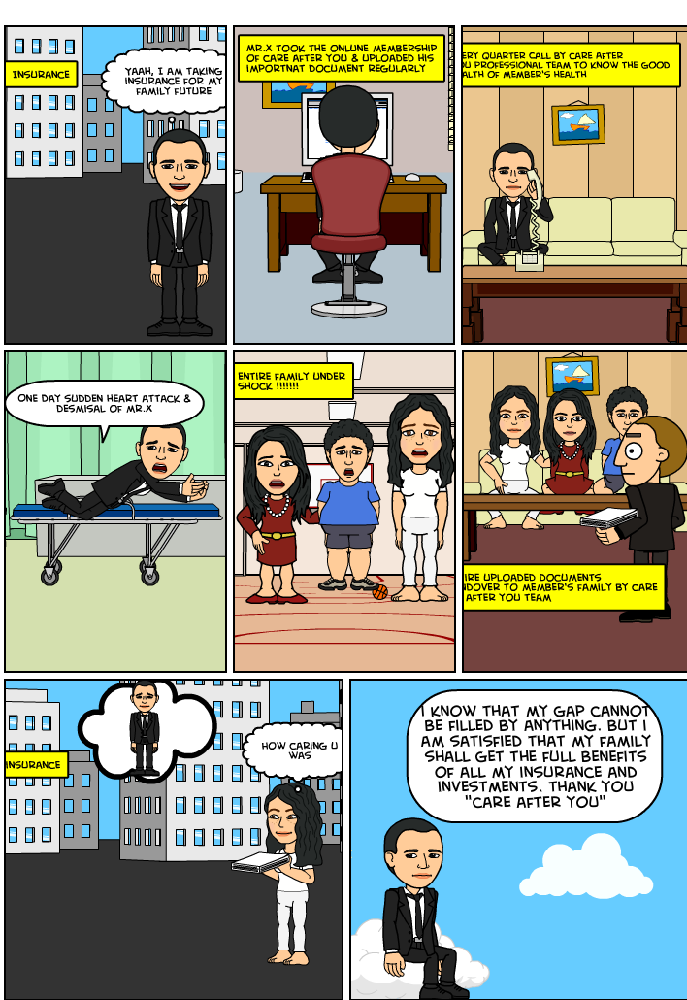 INSURANCE
YAAH, I AM TAKING
INSURANCE FOR MY
FAMILY FUTURE
MR.X TOOK THE ONLUNE MEMBERSHIP
OF CARE AFTER YOU & UPLOADED HIS
IMPORTNAT DOCUMENT REGULARLY
ERY QUARTER CALL BY CARE AFTER
U PROFESSIONAL TEAM TO KNOW THE GOOD
ALTH OF MEMBER'S HEALTH
ONE DAY SUDDEN HEART ATTACK &
DESMISAL OF MR.X
ENTIRE FAMILY UNDER
SHOCK !!!!!!!
IRE UPLOADED DOCUMENTS
NDOVER TO MEMBER'S FAMILY BY CARE
AFTER YOU TEAM
INSURANCE
HOW CARING U
WAS
I KNOW THAT MY GAP CANNOT
BE FILLED BY ANYTHING. BUT I
AM SATISFIED THAT MY FAMILY
SHALL GET THE FULL BENEFITS
OF ALL MY INSURANCE AND
INVESTMENTS. THANK YOU
"CARE AFTER YOU"